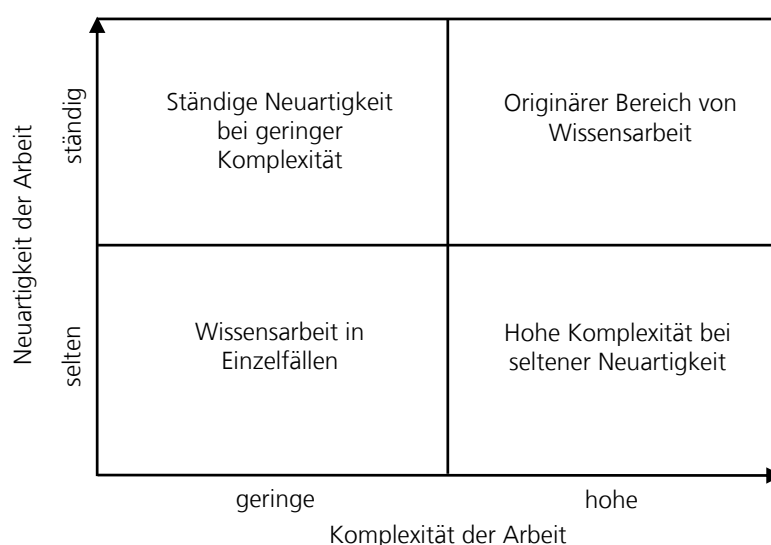 Neuartigkeit der Arbeit
ständig
selten
Ständige Neuartigkeit
bei geringer
Komplexität
Originärer Bereich von
Wissensarbeit
Wissensarbeit in
Einzelfällen
Hohe Komplexität bei
seltener Neuartigkeit
geringe
hohe
Komplexität der Arbeit